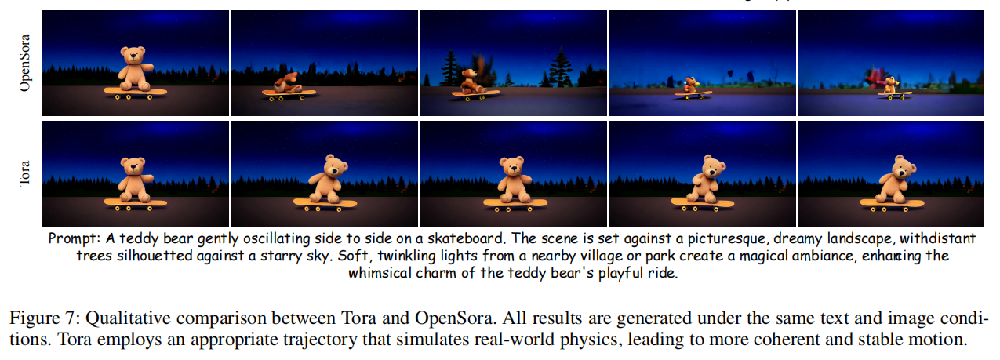 OpenSora
Tora
Prompt: A teddy bear gently oscillating side to side on a skateboard. The scene is set against a picturesque, dreamy landscape, withdistant
trees silhouetted against a starry sky. Soft, twinkling lights from a nearby village or park create a magical ambiance, enhancing the
whimsical charm of the teddy bear's playful ride.
Figure 7: Qualitative comparison between Tora and OpenSora. All results are generated under the same text and image condi-
tions. Tora employs an appropriate trajectory that simulates real-world physics, leading to more coherent and stable motion.